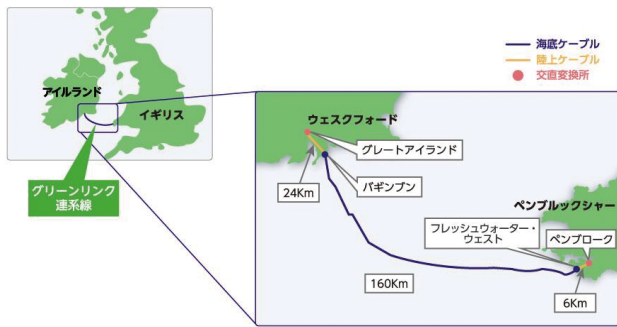 アイルランド
イギリス
グリーンリンク
連系線
海底ケーブル
陸上ケーブル
交直変換所
ウェスクフォード
グレートアイランド
24Km
バギンブン
ペンブルックシャー
フレッシュウォーター・
ウェスト
ペンブローク
160Km
6Km